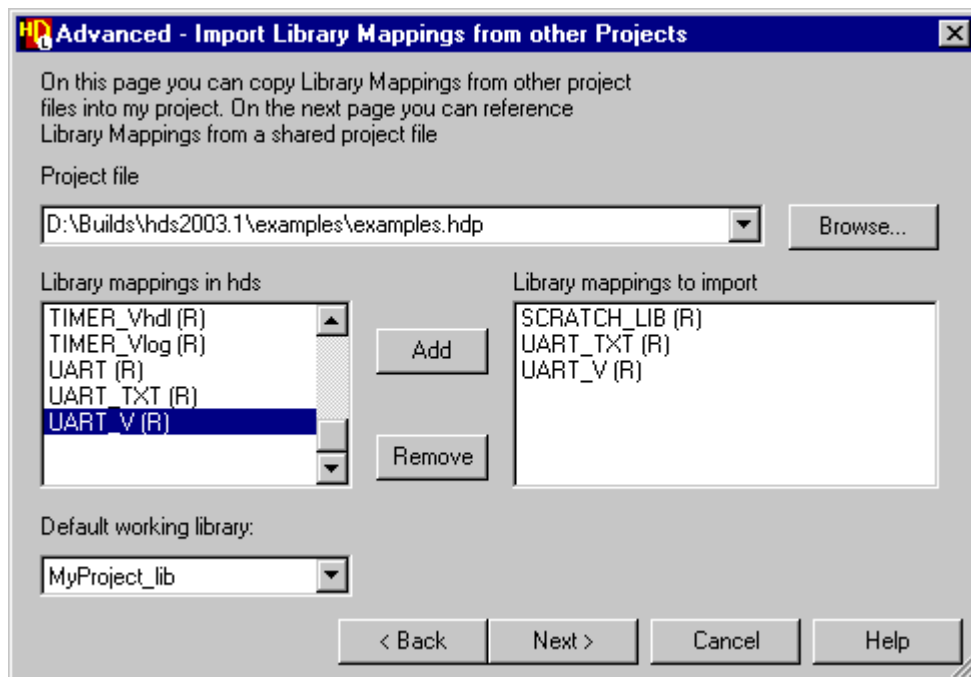 HD Advanced - Import Library Mappings from other Projects
On this page you can copy Library Mappings from other project
files into my project. On the next page you can reference
Library Mappings from a shared project file
Project file
D:\Builds\hds2003.1\examples\examples.hdp
Browse...
Library mappings in hds
TIMER_Vhdl (R)
TIMER_Vlog (R)
UART (R)
UART_TXT (R)
UART_V (R)
Add
Remove
Library mappings to import
SCRATCH_LIB (R)
UART_TXT (R)
UART_V (R)
Default working library:
MyProject_lib
< Back
Next >
Cancel
Help